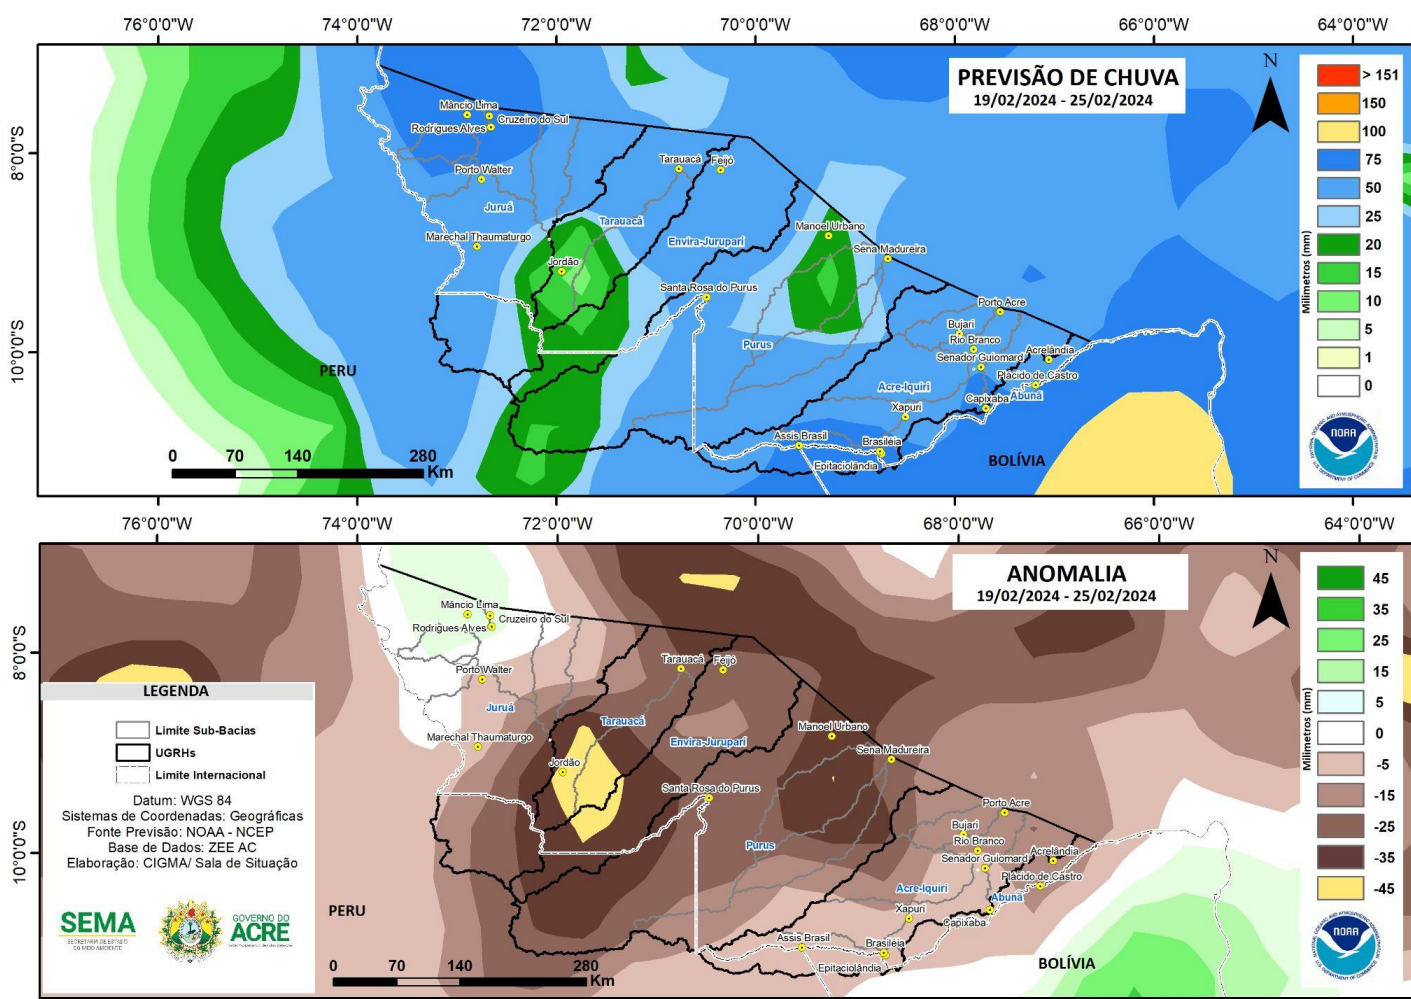 76°0'0"W
74°0'0"W
72°0'0"W
70°0'0"W
68°0'0"W
66°0'0"W
64°0'0"W
8°0'0"S
10°0'0"S
PREVISÃO DE CHUVA
19/02/2024 - 25/02/2024
N
Milimetros (mm)
> 151
150
100
75
50
25
20
15
10
5
1
0
NOAA
Mâncio Lima
Cruzeiro do Sul
Rodrigues Alves
Porto Walter
Juruá
Marechal Thaumaturgo
Tarauacá
Feijó
Tarauacá
Envira-Jurupari
Jordão
Santa Rosa do Purus
Manoel Urbano
Sena Madureira
Purus
Porto Acre
Bujari
Rio Branco
Senador Guiomard
Acrelândia
Plácido de Castro
Acre-Iquiri
Abunã
Capixaba
Xapuri
Assis Brasil
Brasiléia
Epitaciolândia
PERU
BOLÍVIA
0 70 140 280
Km
76°0'0"W
74°0'0"W
72°0'0"W
70°0'0"W
68°0'0"W
66°0'0"W
64°0'0"W
8°0'0"S
10°0'0"S
ANOMALIA
19/02/2024 - 25/02/2024
N
Milimetros (mm)
45
35
25
15
5
0
-5
-15
-25
-35
-45
NOAA
Mâncio Lima
Cruzeiro do Sul
Rodrigues Alves
Porto Walter
Juruá
Marechal Thaumaturgo
Tarauacá
Feijó
Tarauacá
Envira-Jurupari
Jordão
Santa Rosa do Purus
Manoel Urbano
Sena Madureira
Purus
Porto Acre
Bujari
Rio Branco
Senador Guiomard
Acrelândia
Plácido de Castro
Acre-Iquiri
Abunã
Capixaba
Xapuri
Assis Brasil
Brasiléia
Epitaciolândia
PERU
BOLÍVIA
0 70 140 280
Km
LEGENDA
Limite Sub-Bacias
UGRHs
Limite Internacional
Datum: WGS 84
Sistemas de Coordenadas: Geográficas
Fonte Previsão: NOAA - NCEP
Base de Dados: ZEE AC
Elaboração: CIGMA/ Sala de Situação
SEMA
SECRETARIA DE ESTADO
DO MEIO AMBIENTE
GOVERNO DO
ACRE